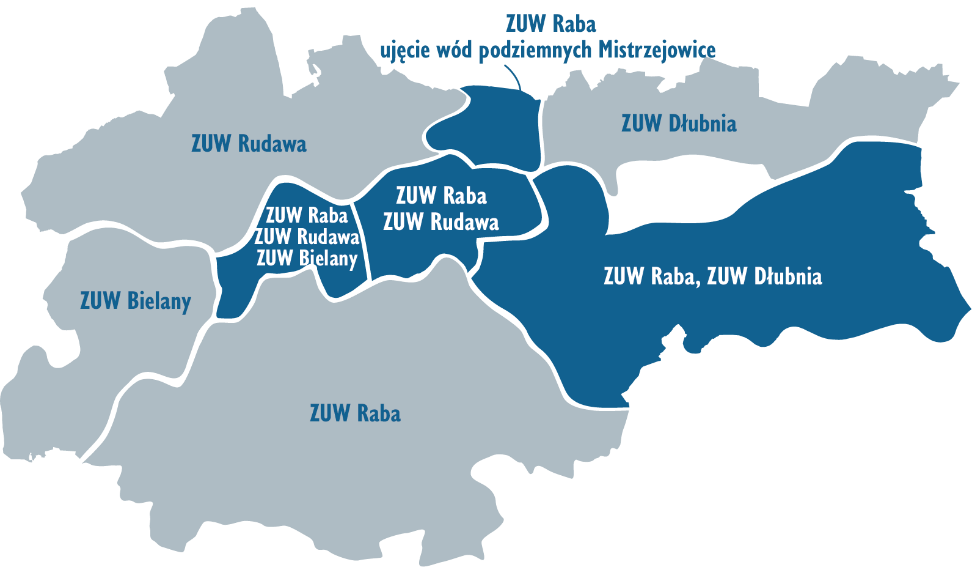 ZUW Raba
ujęcie wód podziemnych Mistrzejowice
ZUW Rudawa
ZUW Dłubnia
ZUW Raba
ZUW Rudawa
ZUW Raba
ZUW Rudawa
ZUW Bielany
ZUW Raba, ZUW Dłubnia
ZUW Bielany
ZUW Raba